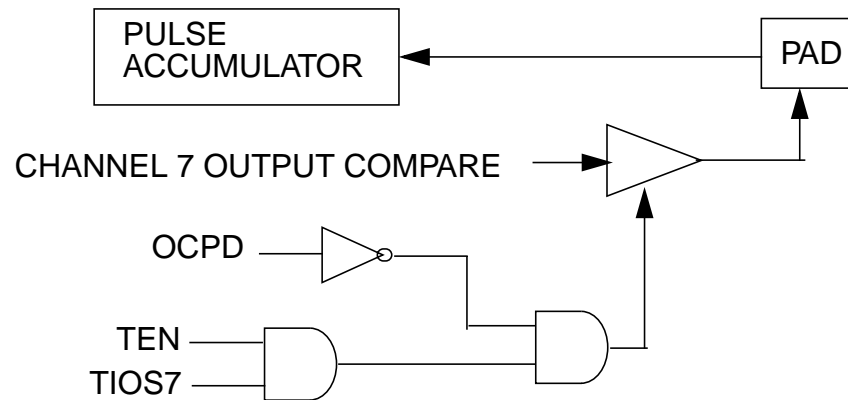 PULSE
ACCUMULATOR
PAD
CHANNEL 7 OUTPUT COMPARE
OCPD
TEN
TIOS7